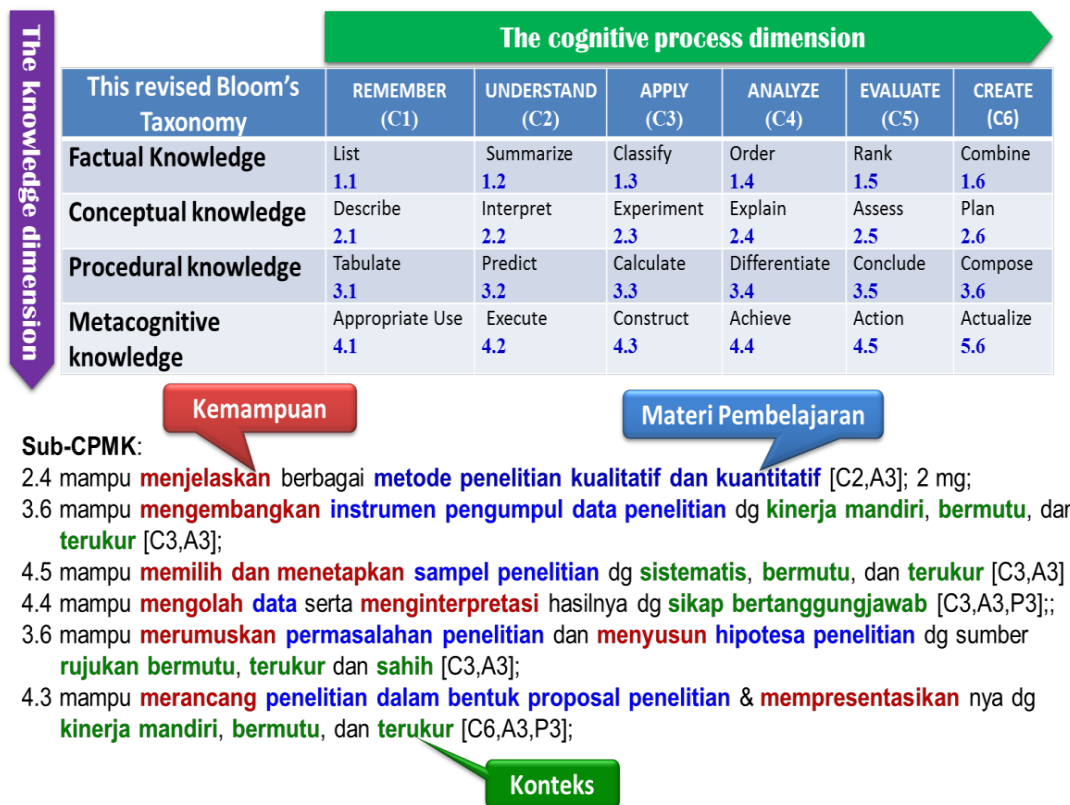 The knowledge dimension
The cognitive process dimension
This revised Bloom's Taxonomy REMEMBER (C1) UNDERSTAND (C2) APPLY (C3) ANALYZE (C4) EVALUATE (C5) CREATE (C6)
Factual Knowledge List Summarize Classify Order Rank Combine
1.1 1.2 1.3 1.4 1.5 1.6
Conceptual knowledge Describe Interpret Experiment Explain Assess Plan
2.1 2.2 2.3 2.4 2.5 2.6
Procedural knowledge Tabulate Predict Calculate Differentiate Conclude Compose
3.1 3.2 3.3 3.4 3.5 3.6
Metacognitive knowledge Appropriate Use Execute Construct Achieve Action Actualize
4.1 4.2 4.3 4.4 4.5 5.6
Kemampuan
Materi Pembelajaran
Sub-CPMK:
2.4 mampu menjelaskan berbagai metode penelitian kualitatif dan kuantitatif [C2,A3]; 2 mg;
3.6 mampu mengembangkan instrumen pengumpul data penelitian dg kinerja mandiri, bermutu, dan
terukur [C3,A3];
4.5 mampu memilih dan menetapkan sampel penelitian dg sistematis, bermutu, dan terukur [C3,A3]
4.4 mampu mengolah data serta menginterpretasi hasilnya dg sikap bertanggungjawab [C3,A3,P3];;
3.6 mampu merumuskan permasalahan penelitian dan menyusun hipotesa penelitian dg sumber
rujukan bermutu, terukur dan sahih [C3,A3];
4.3 mampu merancang penelitian dalam bentuk proposal penelitian & mempresentasikan nya dg
kinerja mandiri, bermutu, dan terukur [C6,A3,P3];
Konteks